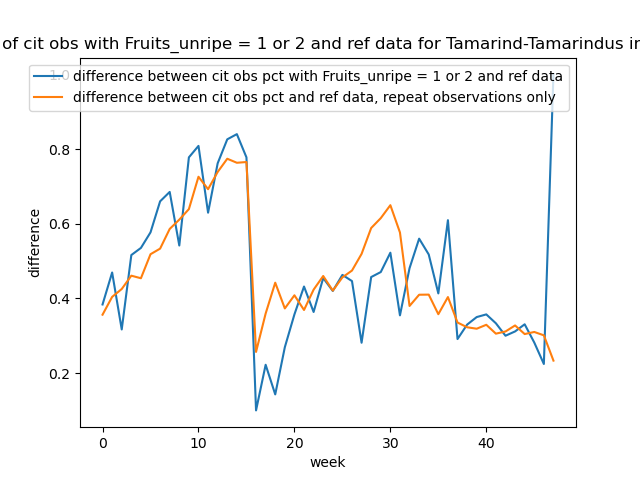 of cit obs with Fruits_unripe = 1 or 2 and ref data for Tamarind-Tamarindus in
difference between cit obs pct with Fruits_unripe = 1 or 2 and ref data
difference between cit obs pct and ref data, repeat observations only
1.0
0.8
0.6
0.4
0.2
difference
0
10
20
30
40
week